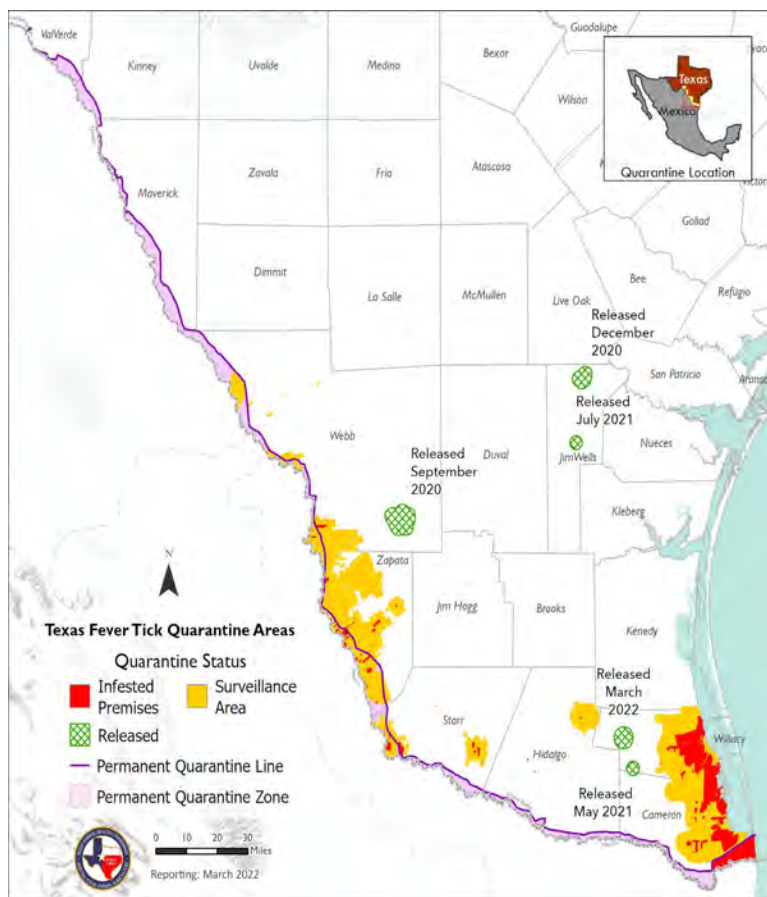 Guadalupe
ValVerde
Kinney
Uvalde
Medina
Bexor
Wilson
Texas
Mexico
Quarantine Location
Maverick
Zavala
Frio
Atascosa
Goliad
Dimmit
La Salle
McMullen
Live Oak
Bee
Refugio
Released
December
2020
San Patricio
Released
July 2021
Webb
Duval
Jim Wells
Nueces
Released
September
2020
Kleberg
N
Zapata
Jim Hogg
Brooks
Kenedy
Texas Fever Tick Quarantine Areas
Quarantine Status
Infested
Premises
Surveillance
Area
Released
Permanent Quarantine Line
Permanent Quarantine Zone
Released
March
2022
Starr
Hidalgo
Willacy
Released
May 2021
Cameron
0 5 10 20 30
Miles
Reporting: March 2022